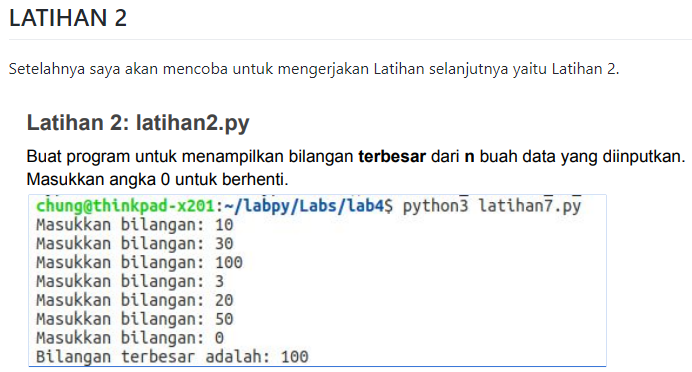 LATIHAN 2
Setelahnya saya akan mencoba untuk mengerjakan Latihan selanjutnya yaitu Latihan 2.
Latihan 2: latihan2.py
Buat program untuk menampilkan bilangan terbesar dari n buah data yang diinputkan.
Masukkan angka 0 untuk berhenti.
chung@thinkpad-x201:~/labpy/Labs/lab4$ python3 latihan7.py
Masukkan bilangan: 10
Masukkan bilangan: 30
Masukkan bilangan: 100
Masukkan bilangan: 3
Masukkan bilangan: 20
Masukkan bilangan: 50
Masukkan bilangan: 0
Bilangan terbesar adalah: 100